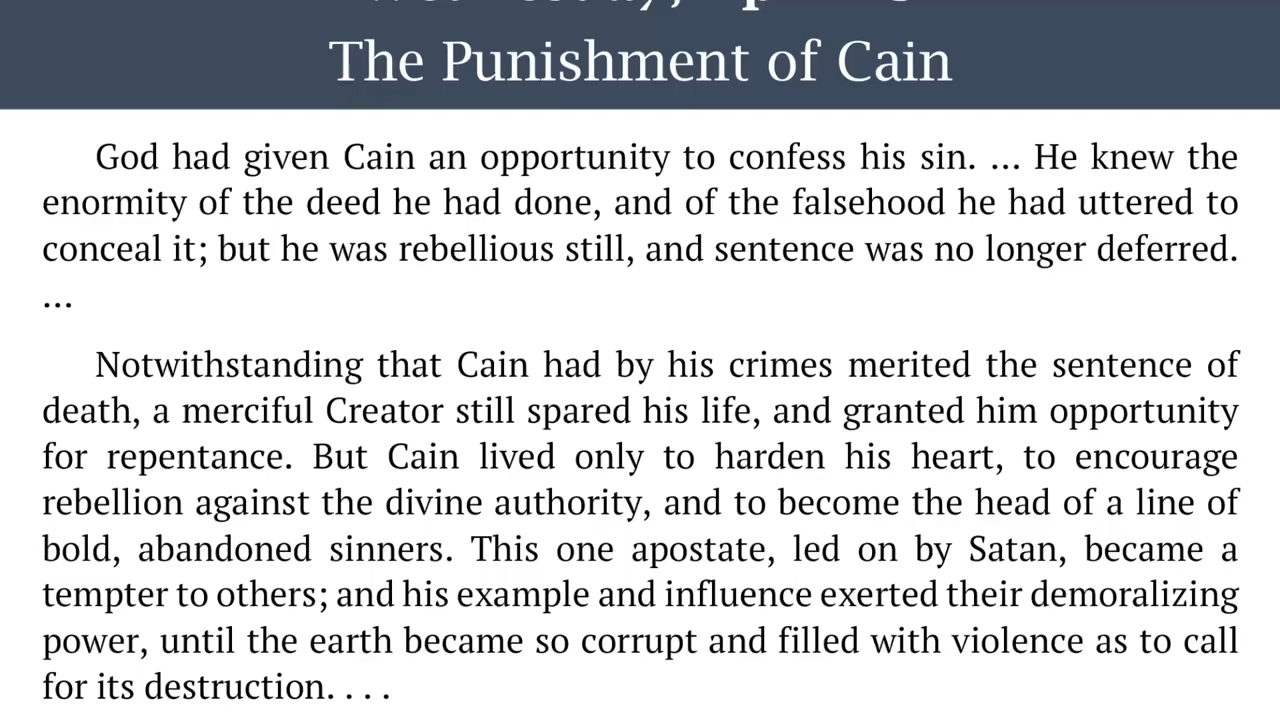 The Punishment of Cain
God had given Cain an opportunity to confess his sin. ... He knew the
enormity of the deed he had done, and of the falsehood he had uttered to
conceal it; but he was rebellious still, and sentence was no longer deferred.
...
Notwithstanding that Cain had by his crimes merited the sentence of
death, a merciful Creator still spared his life, and granted him opportunity
for repentance. But Cain lived only to harden his heart, to encourage
rebellion against the divine authority, and to become the head of a line of
bold, abandoned sinners. This one apostate, led on by Satan, became a
tempter to others; and his example and influence exerted their demoralizing
power, until the earth became so corrupt and filled with violence as to call
for its destruction. . . .